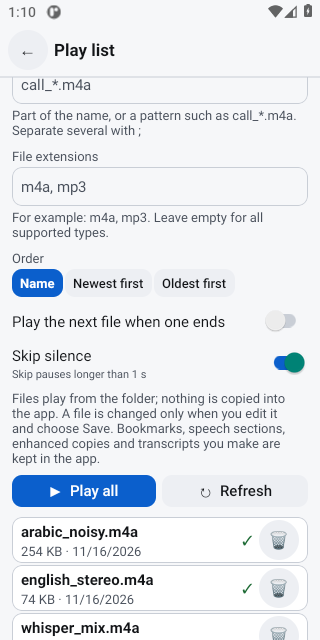 1:10
← Play list
call_*.m4a
Part of the name, or a pattern such as call_*.m4a.
Separate several with ;
File extensions
m4a, mp3
For example: m4a, mp3. Leave empty for all
supported types.
Order
Name Newest first Oldest first
Play the next file when one ends
Skip silence
Skip pauses longer than 1 s
Files play from the folder; nothing is copied into
the app. A file is changed only when you edit it
and choose Save. Bookmarks, speech sections,
enhanced copies and transcripts you make are
kept in the app.
▶ Play all ↻ Refresh
arabic_noisy.m4a
254 KB · 11/16/2026 ✓
english_stereo.m4a
74 KB · 11/16/2026 ✓
whisper_mix.m4a